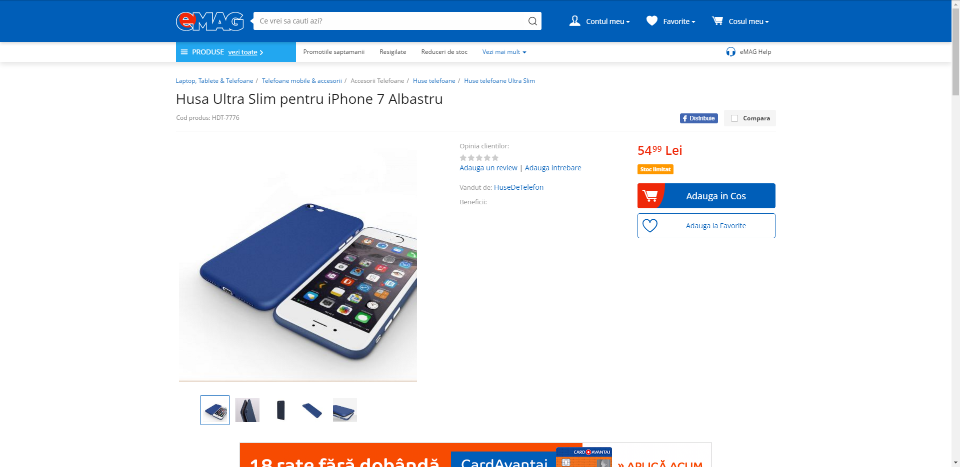 eMAG
Ce vrei sa cauti azi?
Contul meu
Favorite
Cosul meu
PRODUSE vezi toate
Promotiile saptamanii
Resigilate
Reduceri de stoc
Vezi mai mult
eMAG Help
Laptop, Tablete & Telefoane / Telefoane mobile & accesorii / Accesorii Telefoane / Huse telefoane / Huse telefoane Ultra Slim
Husa Ultra Slim pentru iPhone 7 Albastru
Cod produs: HDT-7776
Distribuie
Compara
Opinia clientilor:
Adauga un review | Adauga intrebare
Vandut de: HuseDeTelefon
Beneficii:
54⁹⁹ Lei
Stoc limitat
Adauga in Cos
Adauga la Favorite
18 rate fără dobândă
CardAvantaj
CARD AVANTAJ
» APLICĂ ACUM